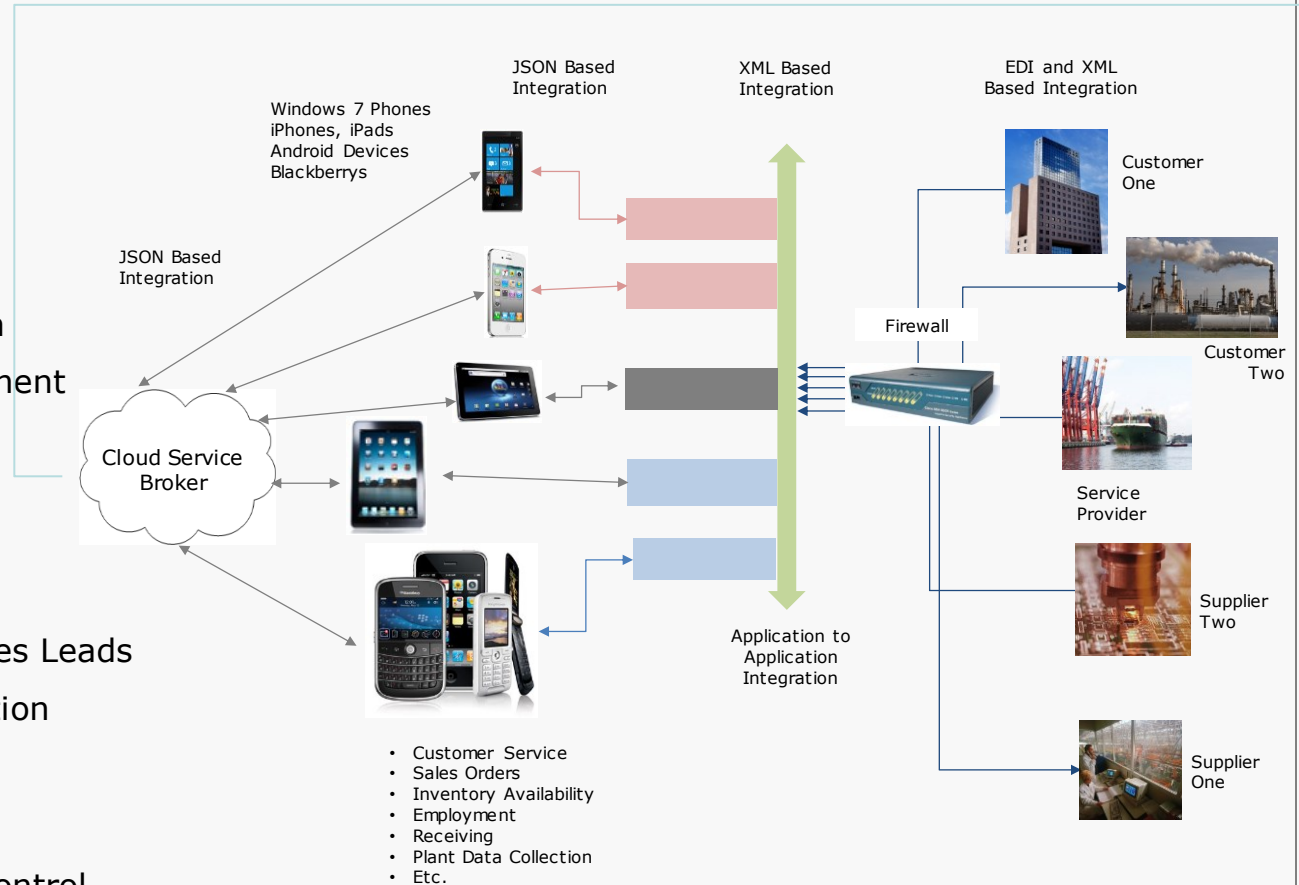 JSON Based
Integration
XML Based
Integration
EDI and XML
Based Integration
Windows 7 Phones
iPhones, iPads
Android Devices
Blackberrys
Customer
One
JSON Based
Integration
Firewall
Customer
Two
Cloud Service
Broker
Service
Provider
Supplier
Two
es Leads
tion
Application to
Application
Integration
Supplier
One
• Customer Service
• Sales Orders
• Inventory Availability
• Employment
• Receiving
• Plant Data Collection
• Etc.